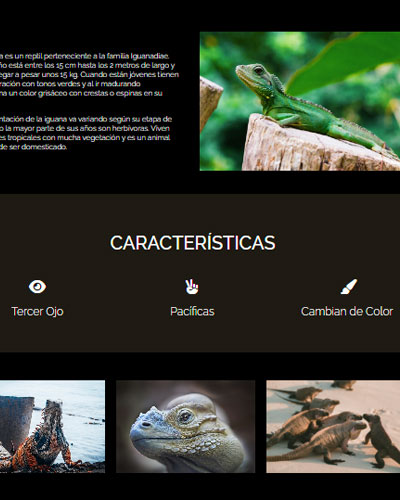 a es un reptil perteneciente a la familia Iguanadiae.
ño está entre los 15 cm hasta los 2 metros de largo y
egar a pesar unos 15 kg. Cuando están jóvenes tienen
ración con tonos verdes y al ir madurando
na un color grisáceo con crestas o espinas en su
ntación de la iguana va variando según su etapa de
o la mayor parte de sus años son herbívoras. Viven
es tropicales con mucha vegetación y es un animal
de ser domesticado.
CARACTERÍSTICAS
Tercer Ojo
Pacíficas
Cambian de Color